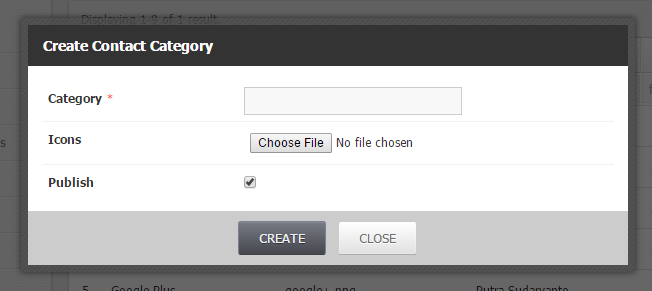 Displaying 1-8 of 1 result
Create Contact Category
Category *
Icons
Choose File No file chosen
Publish
CREATE CLOSE
5 Google Plus google+.png Putra Sudaryanto